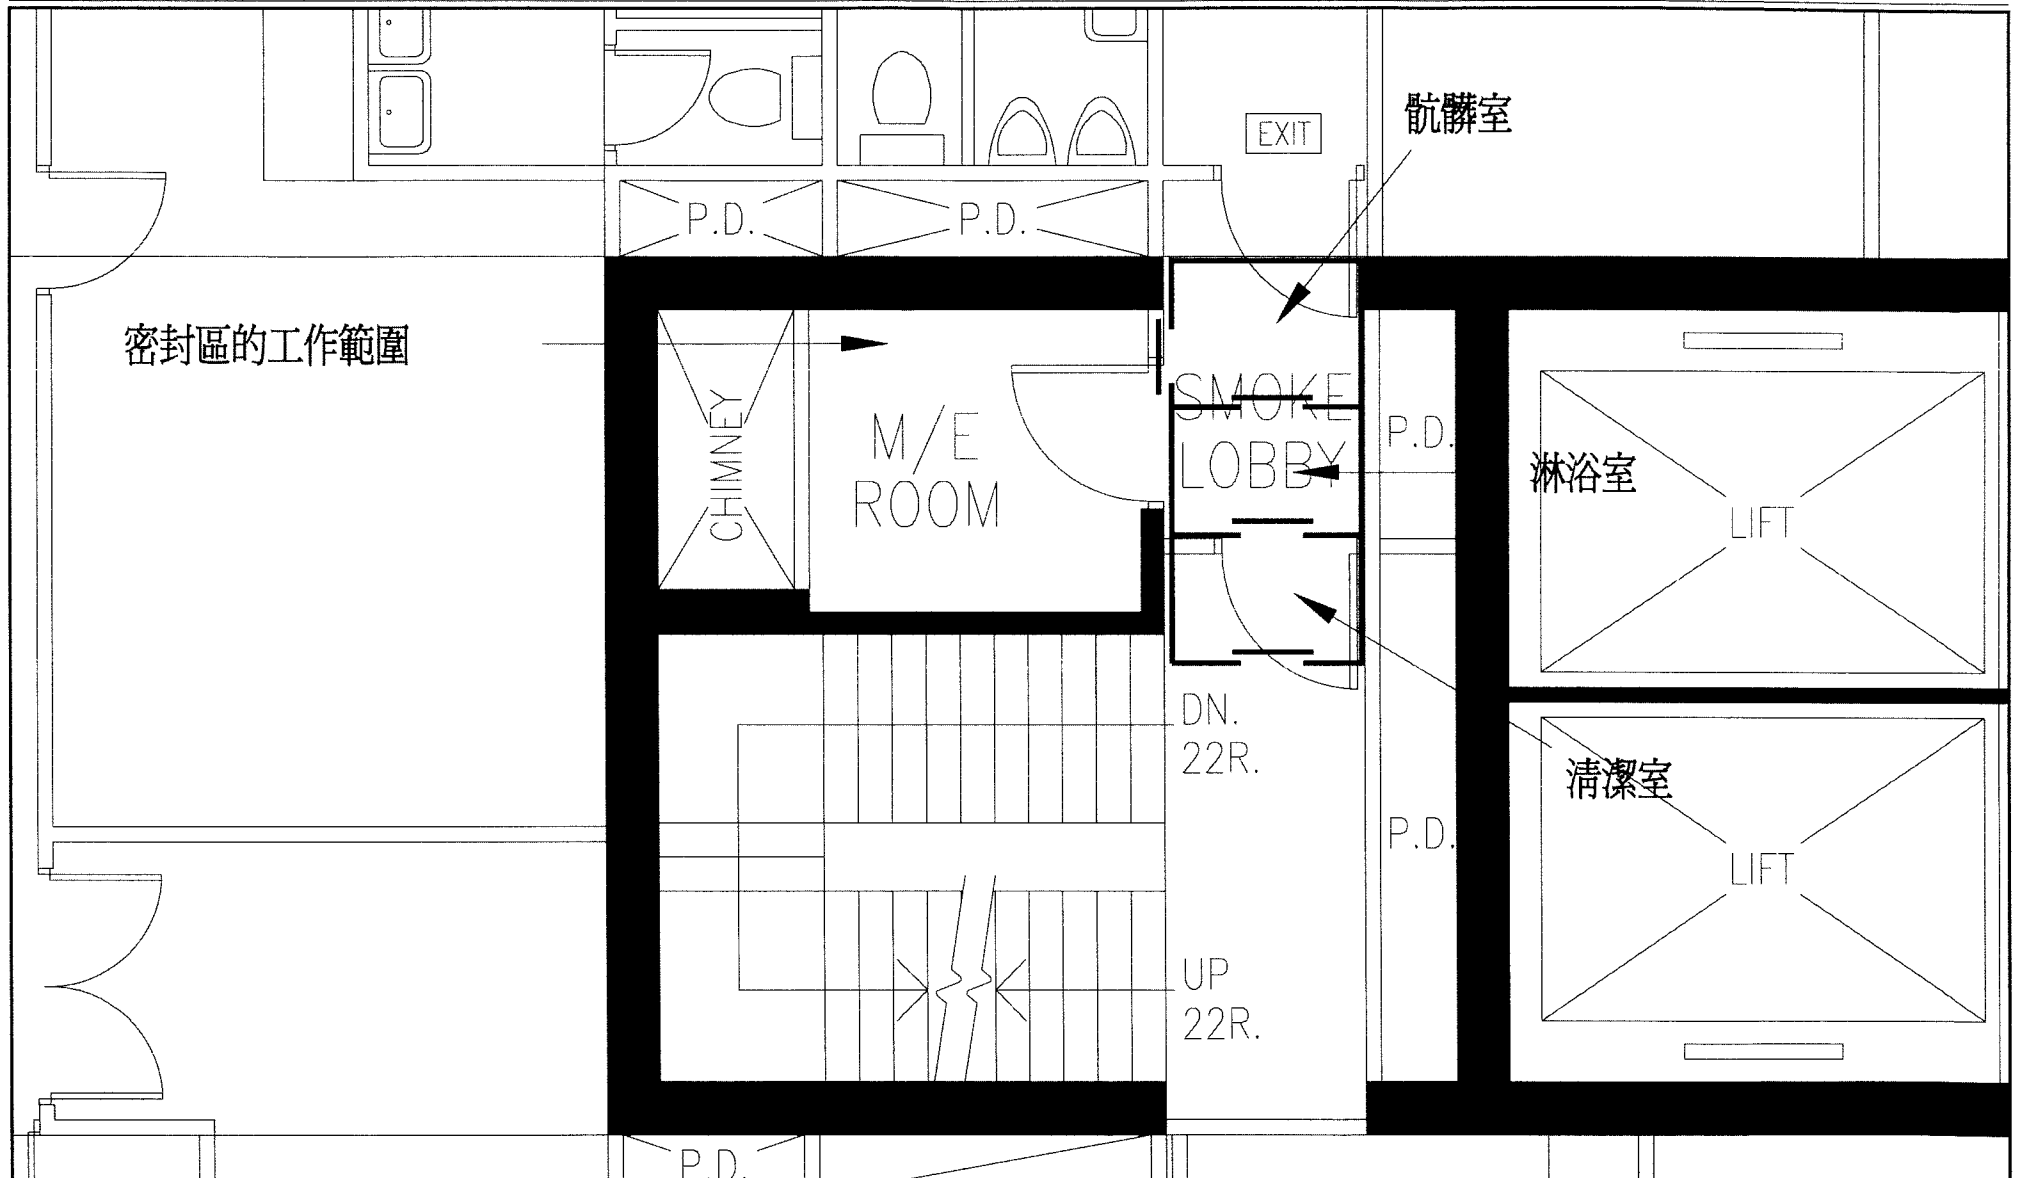 骯髒室
EXIT
P.D.
P.D.
密封區的工作範圍
CHIMNEY
M/E
ROOM
SMOKE
LOBBY
P.D.
淋浴室
LIFT
DN.
22R.
清潔室
P.D.
LIFT
UP
22R.
P.D.